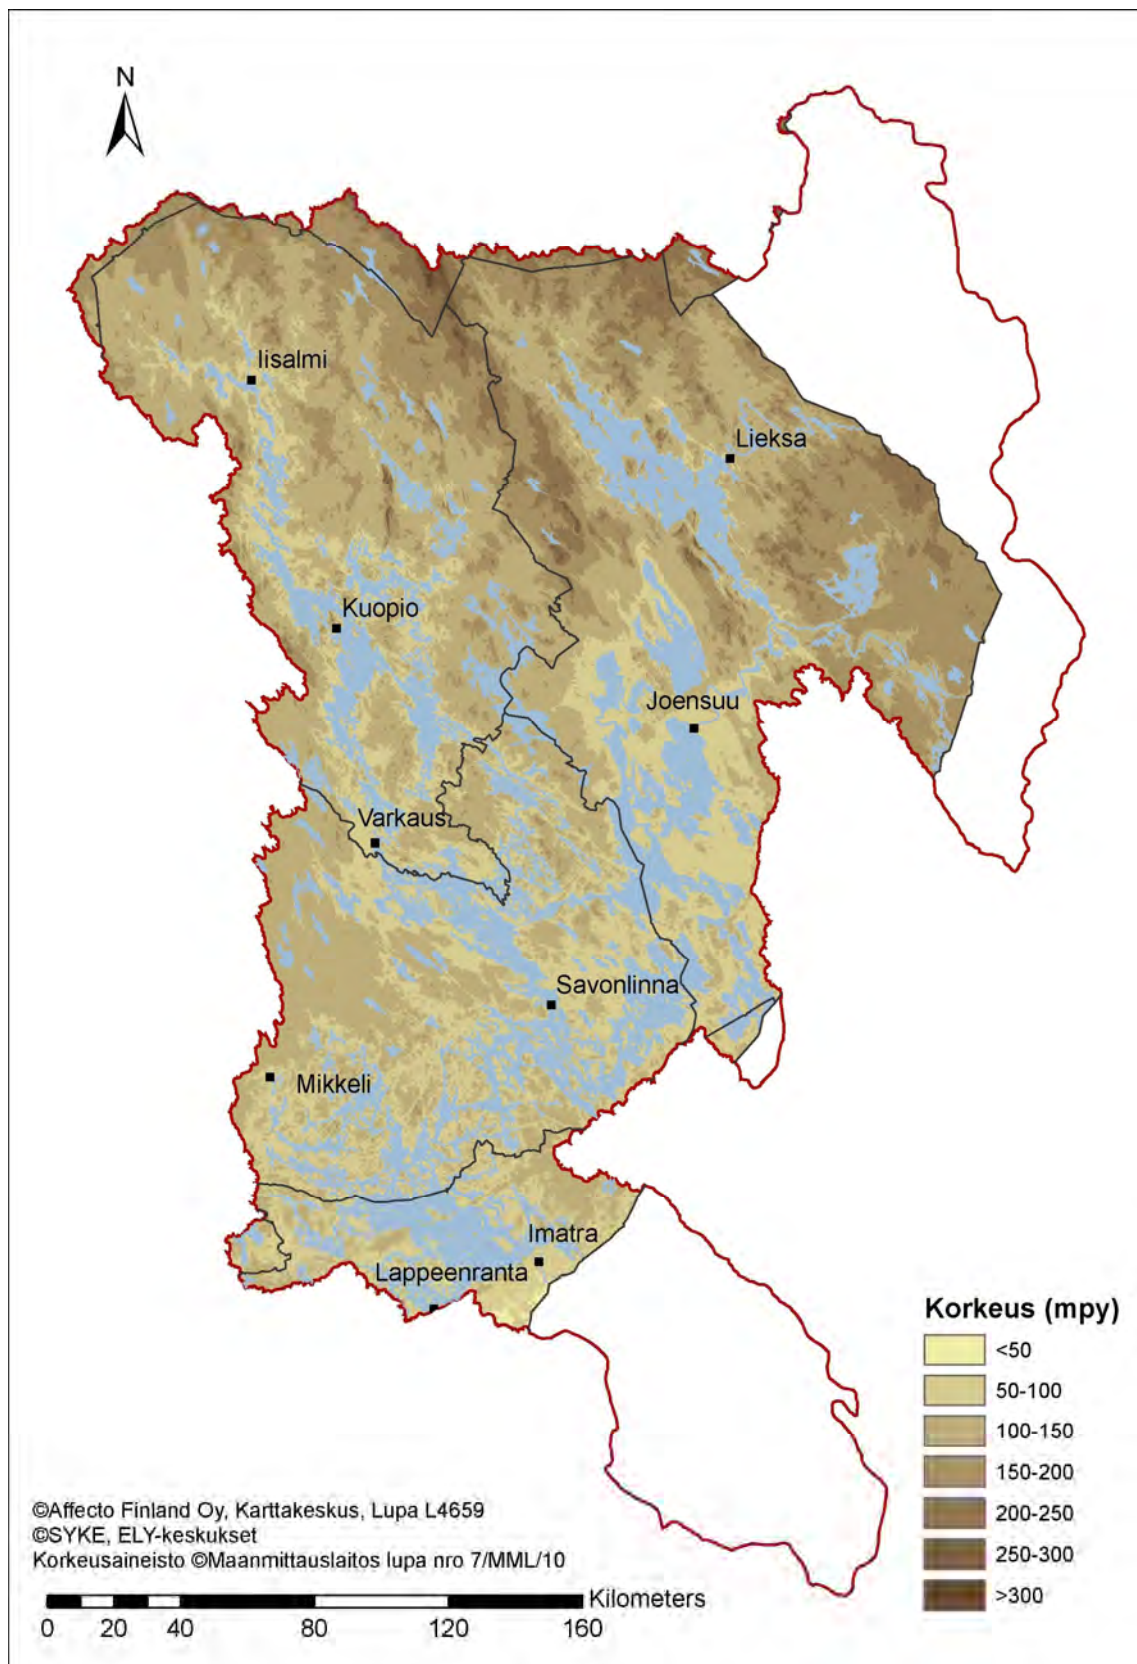 N
Iisalmi
Lieksa
Kuopio
Joensuu
Varkaus
Savonlinna
Mikkeli
Imatra
Lappeenranta
Korkeus (mpy)
<50
50-100
100-150
150-200
200-250
250-300
>300
©Affecto Finland Oy, Karttakeskus, Lupa L4659
©SYKE, ELY-keskukset
Korkeusaineisto ©Maanmittauslaitos lupa nro 7/MML/10
Kilometers
0 20 40 80 120 160